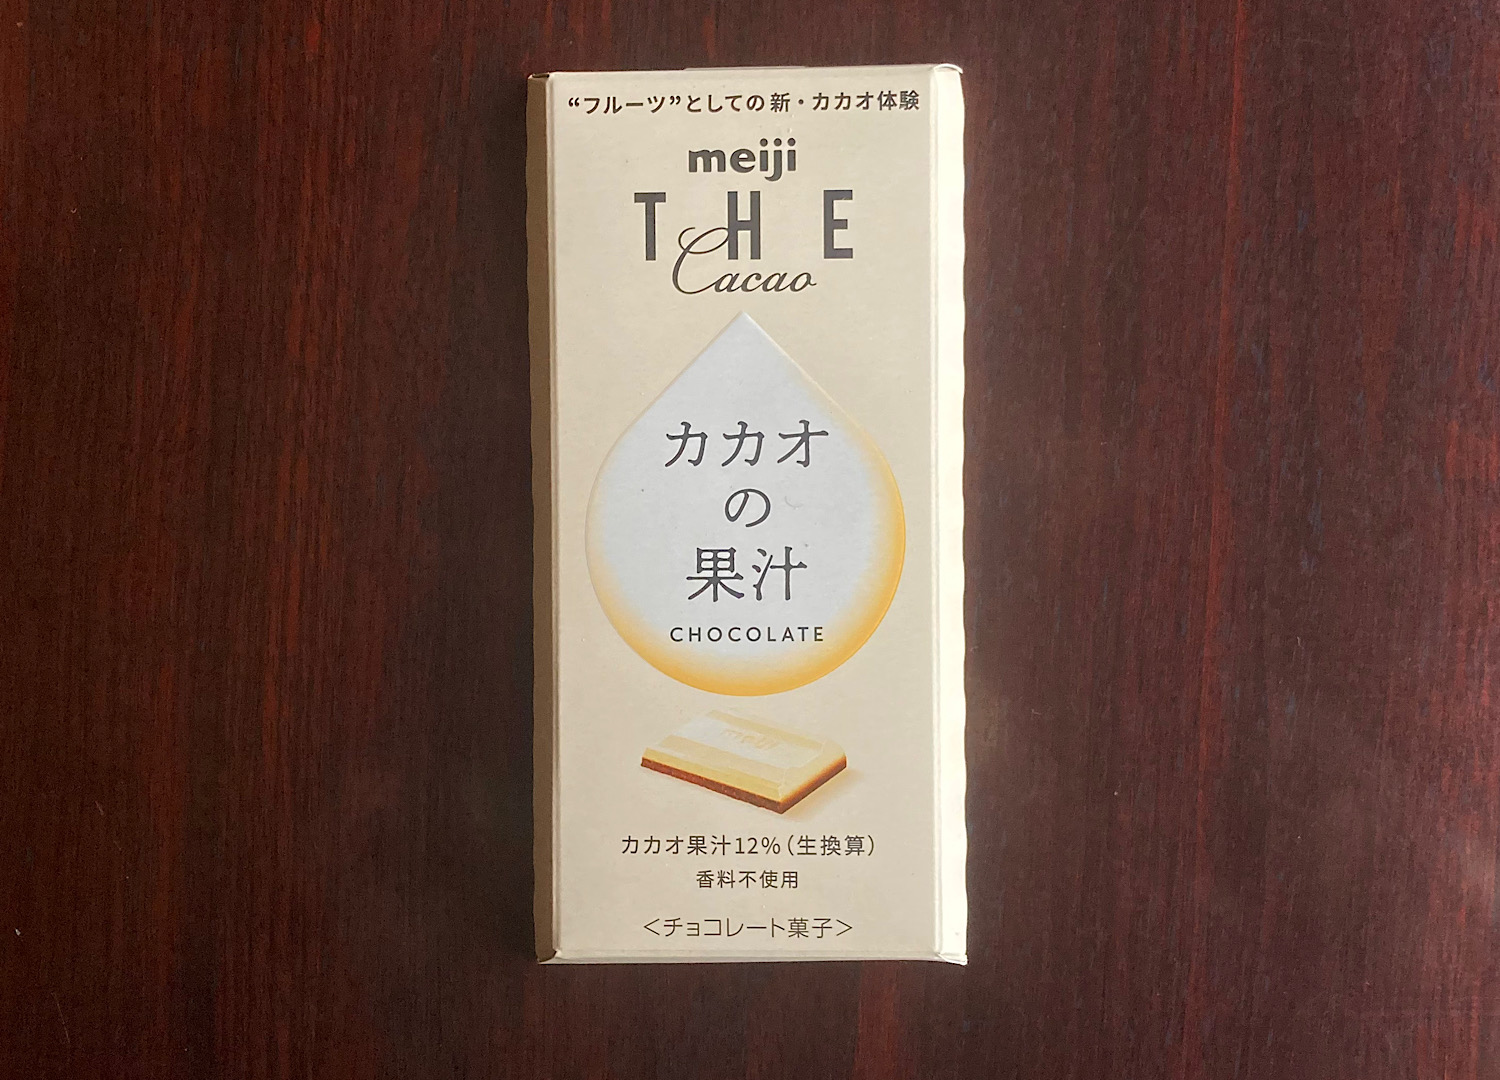 “フルーツ”としての新・カカオ体験
meiji
THE
Cacao
カカオ
の
果汁
CHOCOLATE
meiji
カカオ果汁12%(生換算)
香料不使用
<チョコレート菓子>